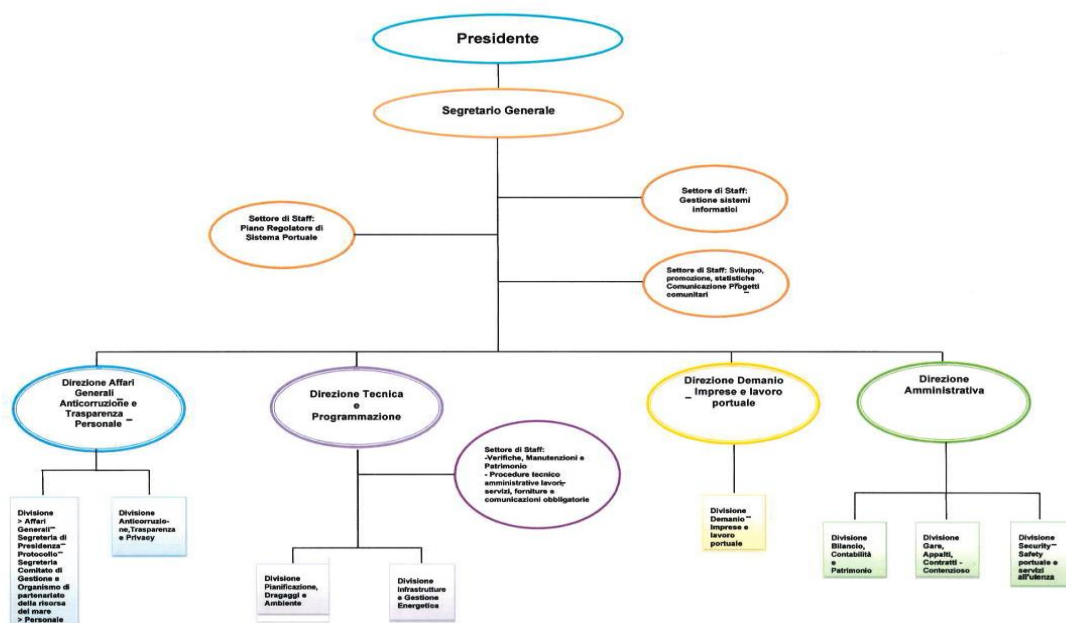 Presidente
Segretario Generale
Settore di Staff:
Gestione sistemi
informatici
Settore di Staff:
Piano Regolatore di
Sistema Portuale
Settore di Staff: Sviluppo,
promozione, statistiche
Comunicazione Progetti
comunitari
Direzione Affari
Generali
Anticorruzione e
Trasparenza
Personale
Direzione Tecnica
e
Programmazione
Direzione Demanio
Imprese e lavoro
portuale
Direzione
Amministrativa
Settore di Staff:
-Verifiche, Manutenzioni e
Patrimonio
- Procedure tecnico
amministrative lavori,
servizi, forniture e
comunicazioni obbligatorie
Divisione
> Affari
Generali
Segreteria di
Presidenza
Protocollo
Segreteria
Comitato di
Gestione e
Organismo di
partenariato
della risorsa
del mare
> Personale
Divisione
Anticorruzio-
ne,Trasparenza
e Privacy
Divisione
Pianificazione,
Dragaggi e
Ambiente
Divisione
Infrastrutture
e Gestione
Energetica
Divisione
Demanio
Imprese e
lavoro
portuale
Divisione
Bilancio,
Contabilità
e
Patrimonio
Divisione
Gare,
Appalti,
Contratti -
Contenzioso
Divisione
Security
Safety
portuale e
servizi
all'utenza